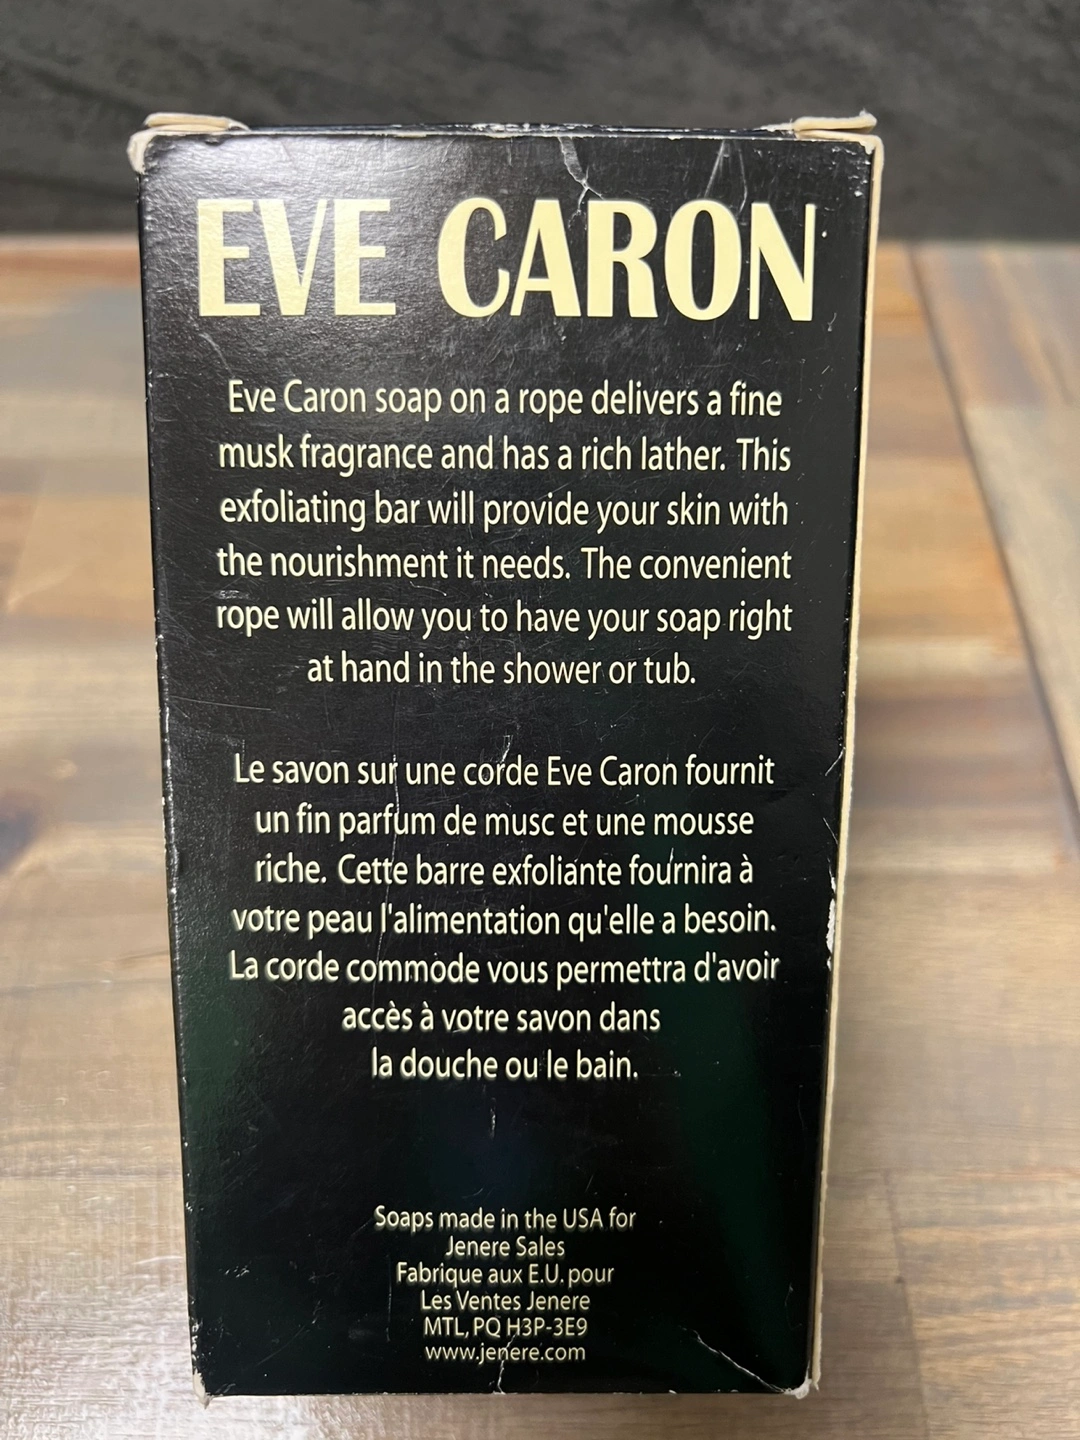 EVE CARON
Eve Caron soap on a rope delivers a fine
musk fragrance and has a rich lather. This
exfoliating bar will provide your skin with
the nourishment it needs. The convenient
rope will allow you to have your soap right
at hand in the shower or tub.
Le savon sur une corde Eve Caron fournit
un fin parfum de musc et une mousse
riche. Cette barre exfoliante fournira à
votre peau l'alimentation qu'elle a besoin.
La corde commode vous permettra d'avoir
accès à votre savon dans
la douche ou le bain.
Soaps made in the USA for
Jenere Sales
Fabrique aux E.U. pour
Les Ventes Jenere
MTL, PQ H3P-3E9
www.jenere.com